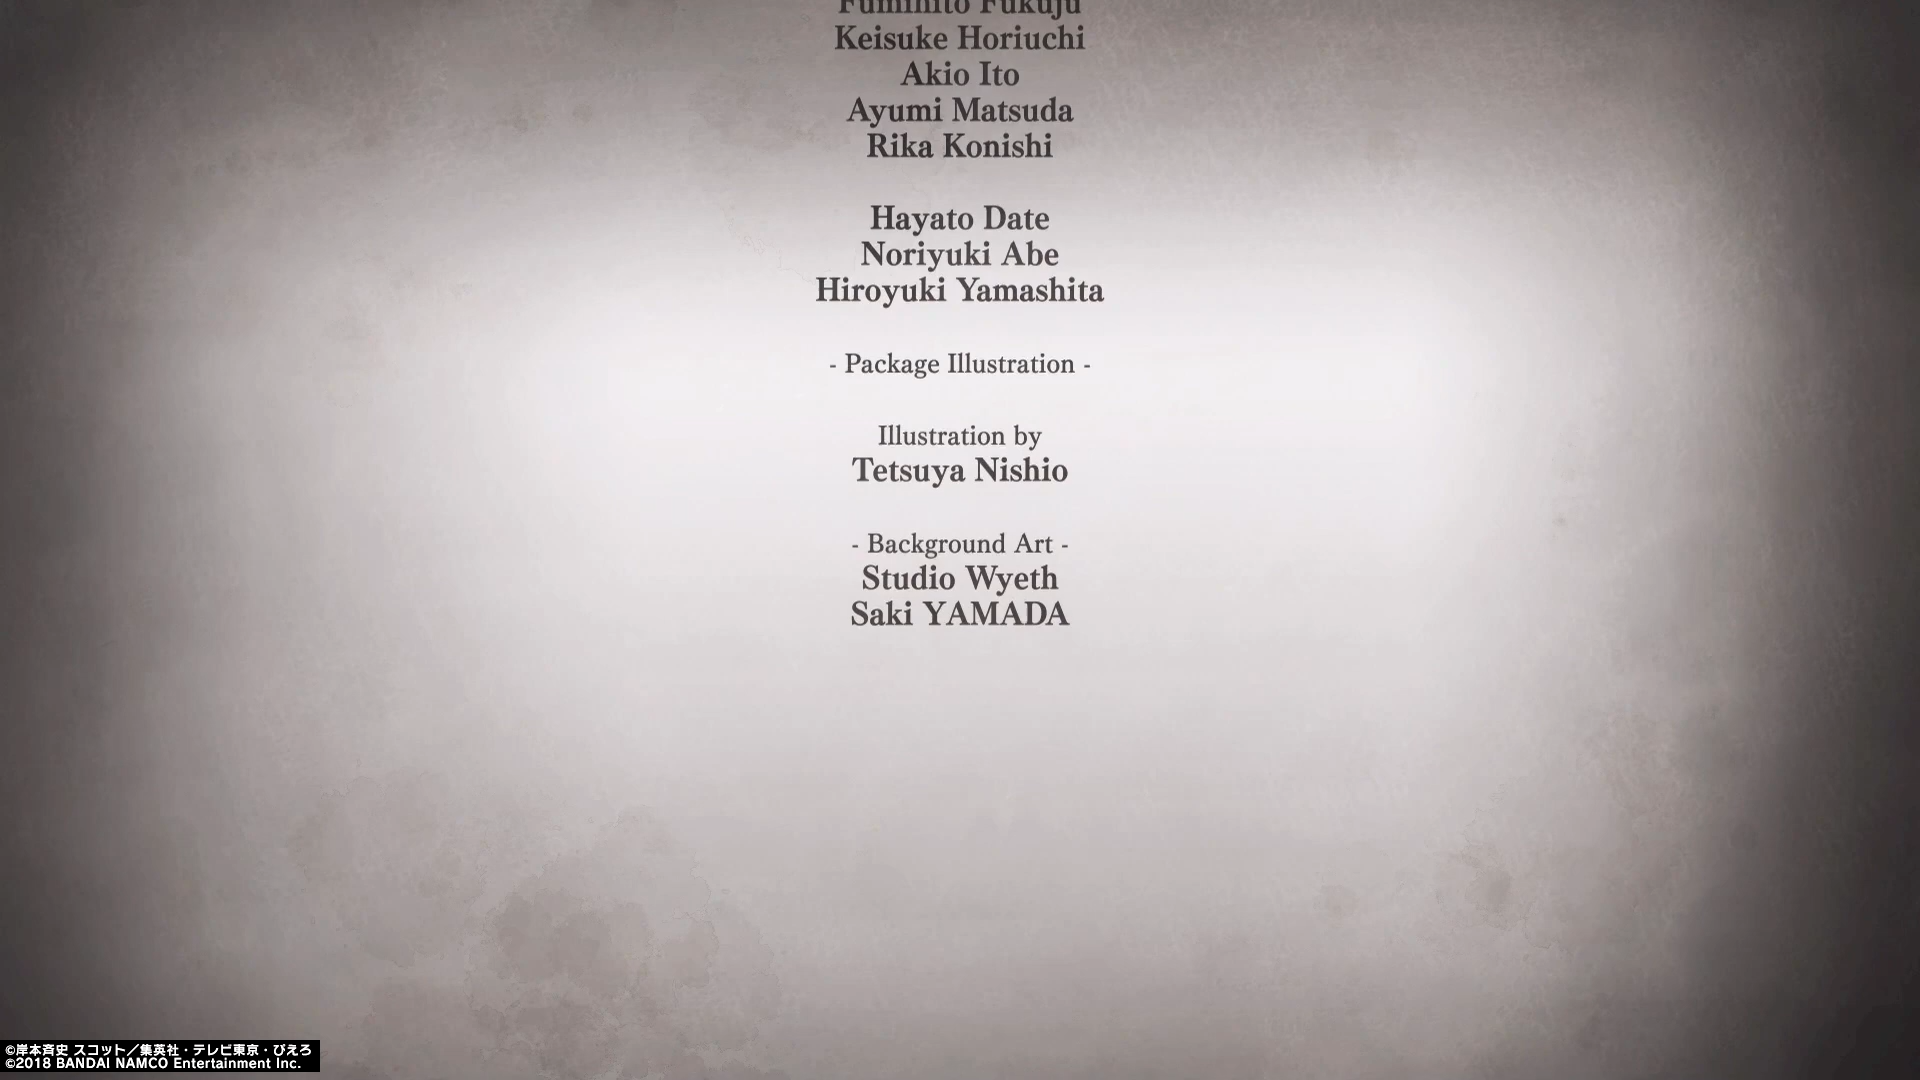 Fumihito Fukuju
Keisuke Horiuchi
Akio Ito
Ayumi Matsuda
Rika Konishi
Hayato Date
Noriyuki Abe
Hiroyuki Yamashita
- Package Illustration -
Illustration by
Tetsuya Nishio
- Background Art -
Studio Wyeth
Saki YAMADA
©岸本斉史 スコット／集英社・テレビ東京・ぴえろ
©2018 BANDAI NAMCO Entertainment Inc.